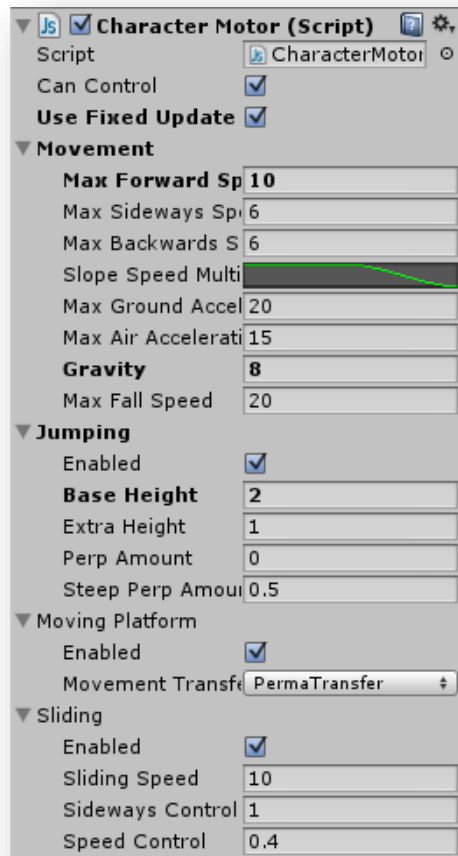 Js Character Motor (Script)
Script Js CharacterMotor
Can Control
Use Fixed Update
Movement
Max Forward Sp 10
Max Sideways Spe 6
Max Backwards S 6
Slope Speed Multi
Max Ground Accel 20
Max Air Accelerati 15
Gravity 8
Max Fall Speed 20
Jumping
Enabled
Base Height 2
Extra Height 1
Perp Amount 0
Steep Perp Amou 0.5
Moving Platform
Enabled
Movement Transfe PermaTransfer
Sliding
Enabled
Sliding Speed 10
Sideways Control 1
Speed Control 0.4